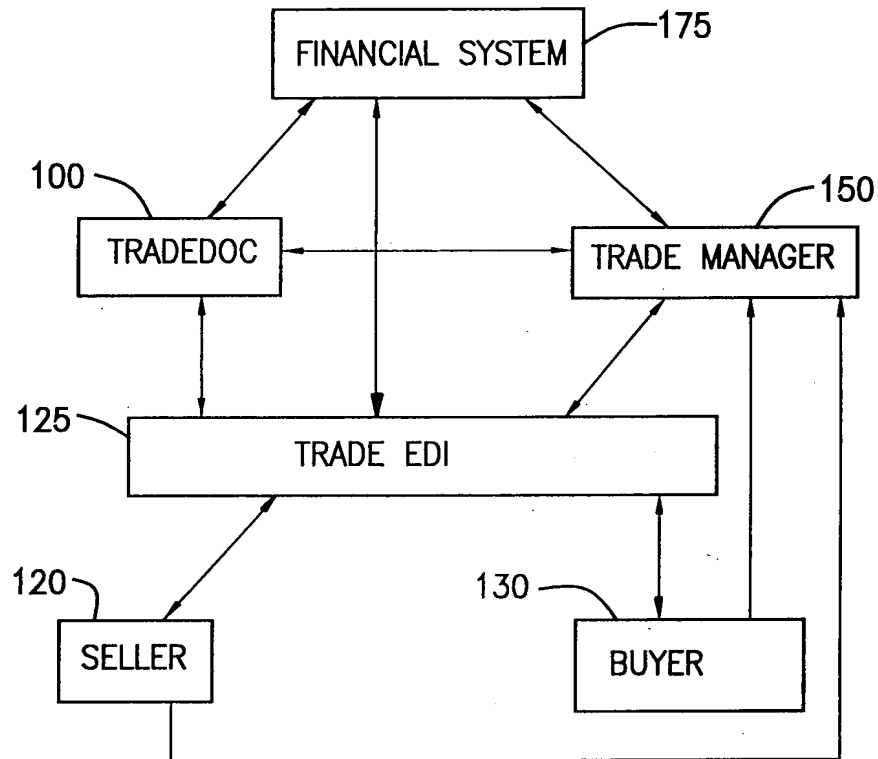 175
FINANCIAL SYSTEM
100
150
TRADEDOC
TRADE MANAGER
125
TRADE EDI
120
130
SELLER
BUYER